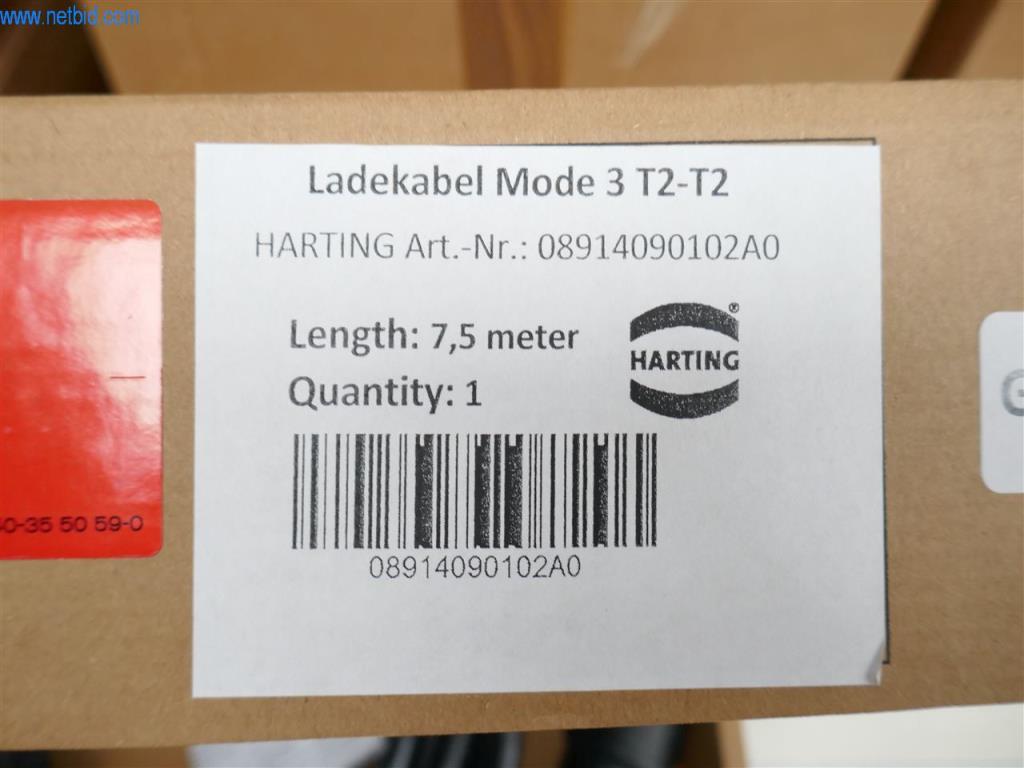 www.netbid.com
Ladekabel Mode 3 T2-T2
HARTING Art.-Nr.: 08914090102A0
Length: 7,5 meter
Quantity: 1
®
HARTING
08914090102A0
0-35 50 59-0